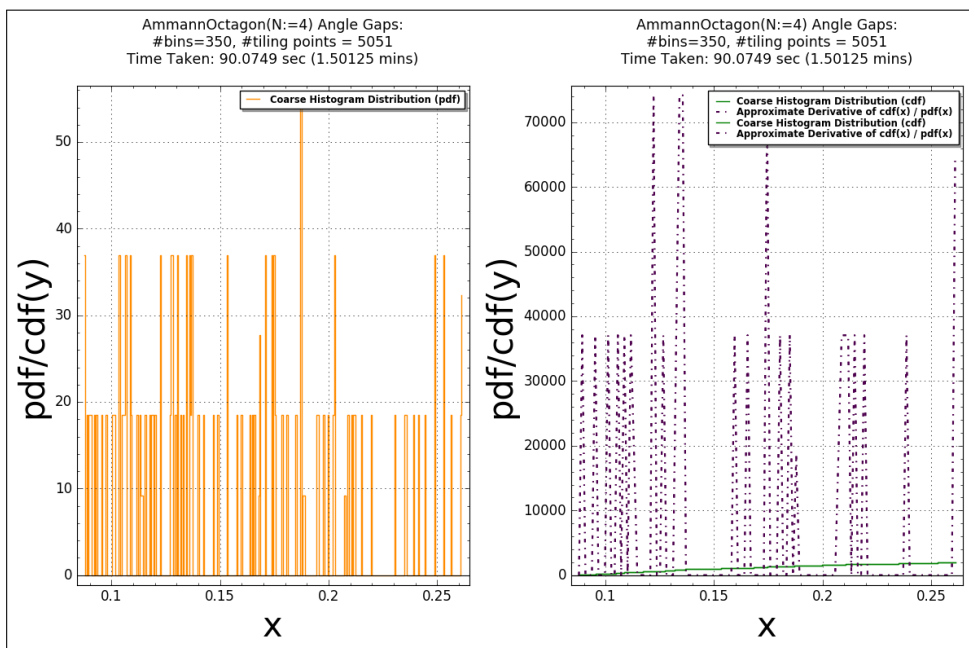 AmmannOctagon(N:=4) Angle Gaps:
#bins=350, #tiling points = 5051
Time Taken: 90.0749 sec (1.50125 mins)
Coarse Histogram Distribution (pdf)
50
40
30
20
10
0
0.1
0.15
0.2
0.25
pdf/cdf(y)
x
AmmannOctagon(N:=4) Angle Gaps:
#bins=350, #tiling points = 5051
Time Taken: 90.0749 sec (1.50125 mins)
Coarse Histogram Distribution (cdf)
Approximate Derivative of cdf(x) / pdf(x)
Coarse Histogram Distribution (cdf)
Approximate Derivative of cdf(x) / pdf(x)
70000
60000
50000
40000
30000
20000
10000
0
0.1
0.15
0.2
0.25
pdf/cdf(y)
x